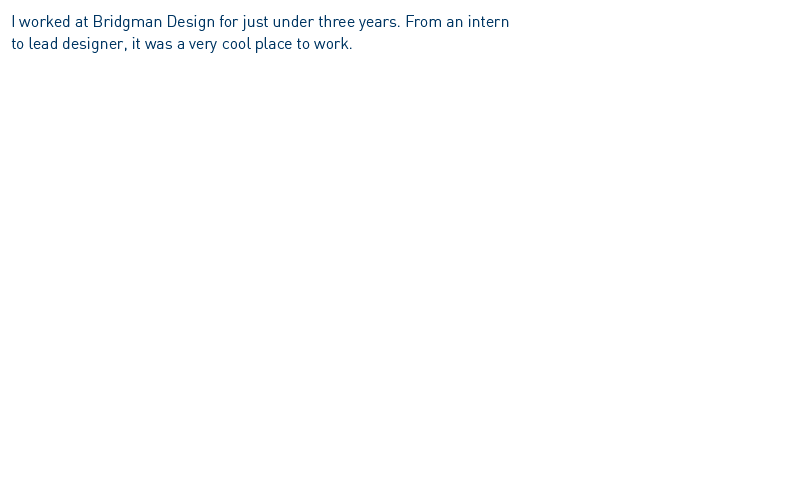 I worked at Bridgman Design for just under three years. From an intern
to lead designer, it was a very cool place to work.